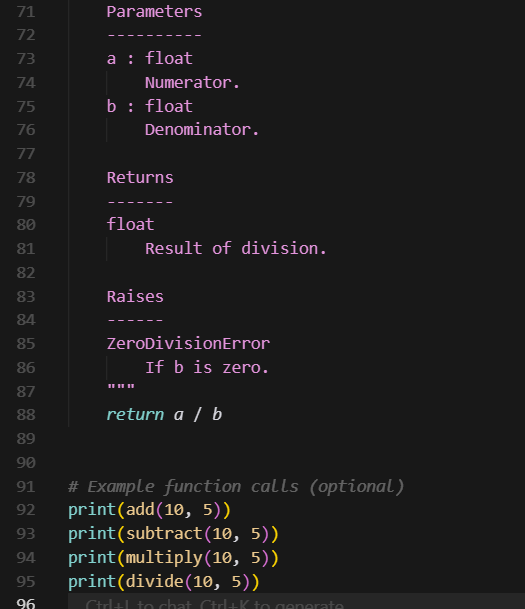 71 Parameters
72 ----------
73 a : float
74 Numerator.
75 b : float
76 Denominator.
77
78 Returns
79 -------
80 float
81 Result of division.
82
83 Raises
84 ------
85 ZeroDivisionError
86 If b is zero.
87 """
88 return a / b
89
90
91 # Example function calls (optional)
92 print(add(10, 5))
93 print(subtract(10, 5))
94 print(multiply(10, 5))
95 print(divide(10, 5))
96 Ctrl+L to chat, Ctrl+K to generate